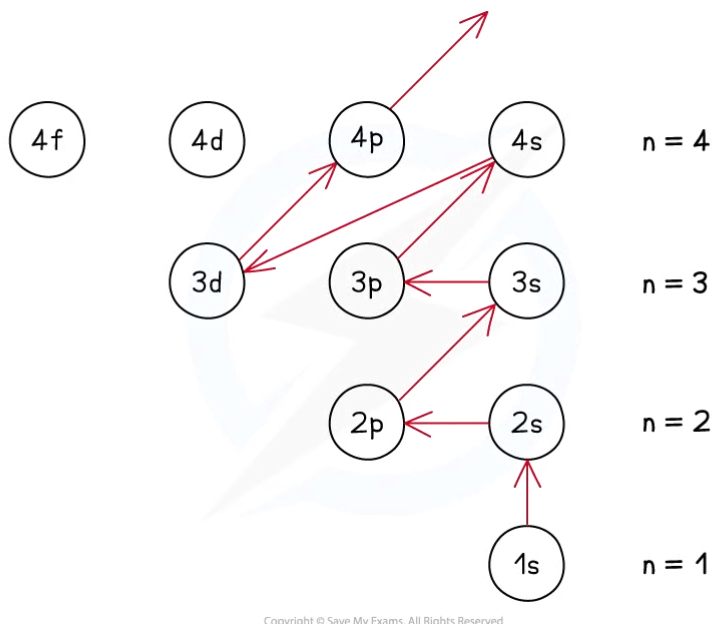 4f 4d 4p 4s n = 4
3d 3p 3s n = 3
2p 2s n = 2
1s n = 1
Copyright © Save My Exams. All Rights Reserved